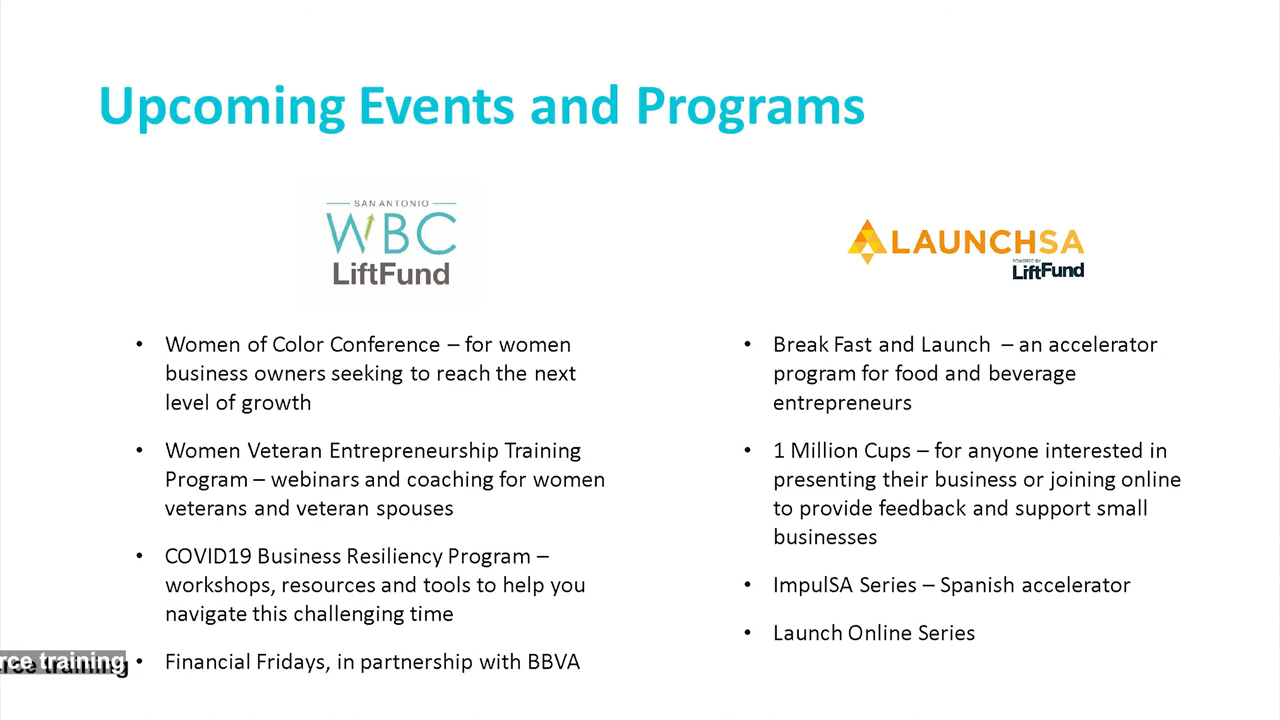 Upcoming Events and Programs
SAN ANTONIO
WBC
LiftFund
• Women of Color Conference – for women
business owners seeking to reach the next
level of growth
• Women Veteran Entrepreneurship Training
Program – webinars and coaching for women
veterans and veteran spouses
• COVID19 Business Resiliency Program –
workshops, resources and tools to help you
navigate this challenging time
• Financial Fridays, in partnership with BBVA
LAUNCHSA
POWERED BY
LiftFund
• Break Fast and Launch – an accelerator
program for food and beverage
entrepreneurs
• 1 Million Cups – for anyone interested in
presenting their business or joining online
to provide feedback and support small
businesses
• ImpulSA Series – Spanish accelerator
• Launch Online Series
rce training